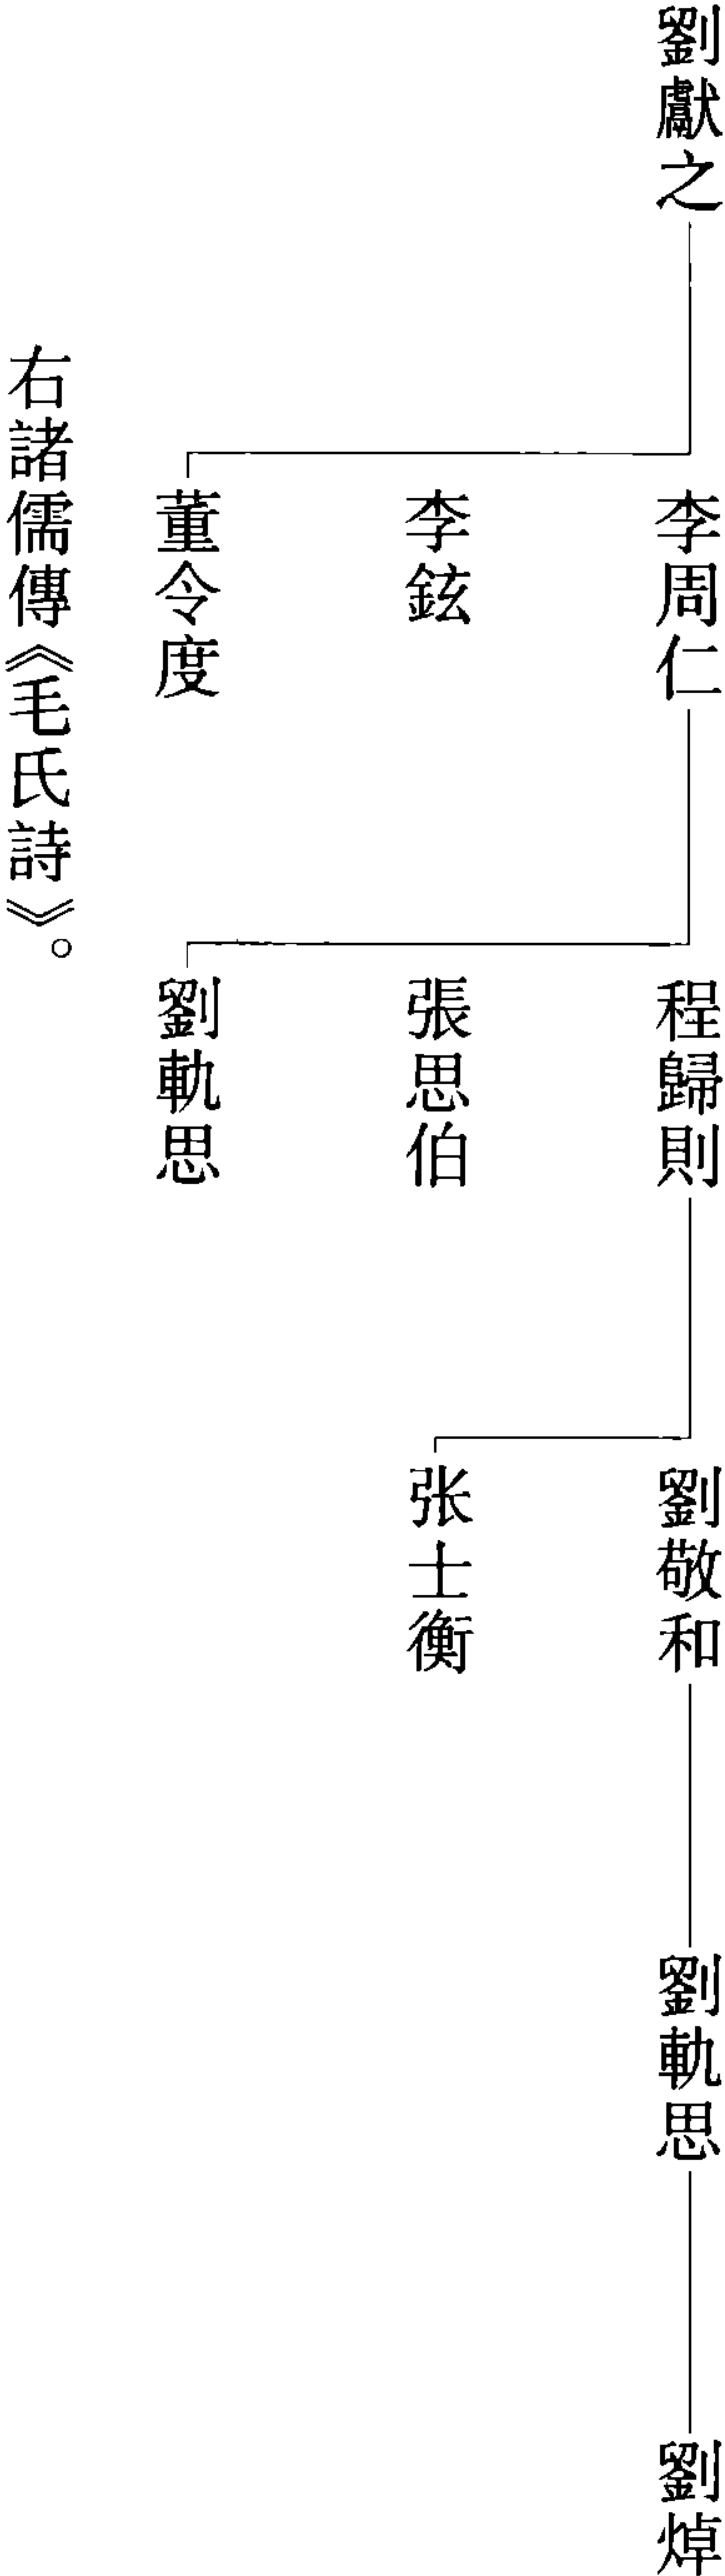 劉獻之
李周仁
李鉉
董令度
程歸則
張思伯
劉軌思
劉敬和
张士衡
劉軌思
劉焯
右諸儒傳《毛氏詩》。